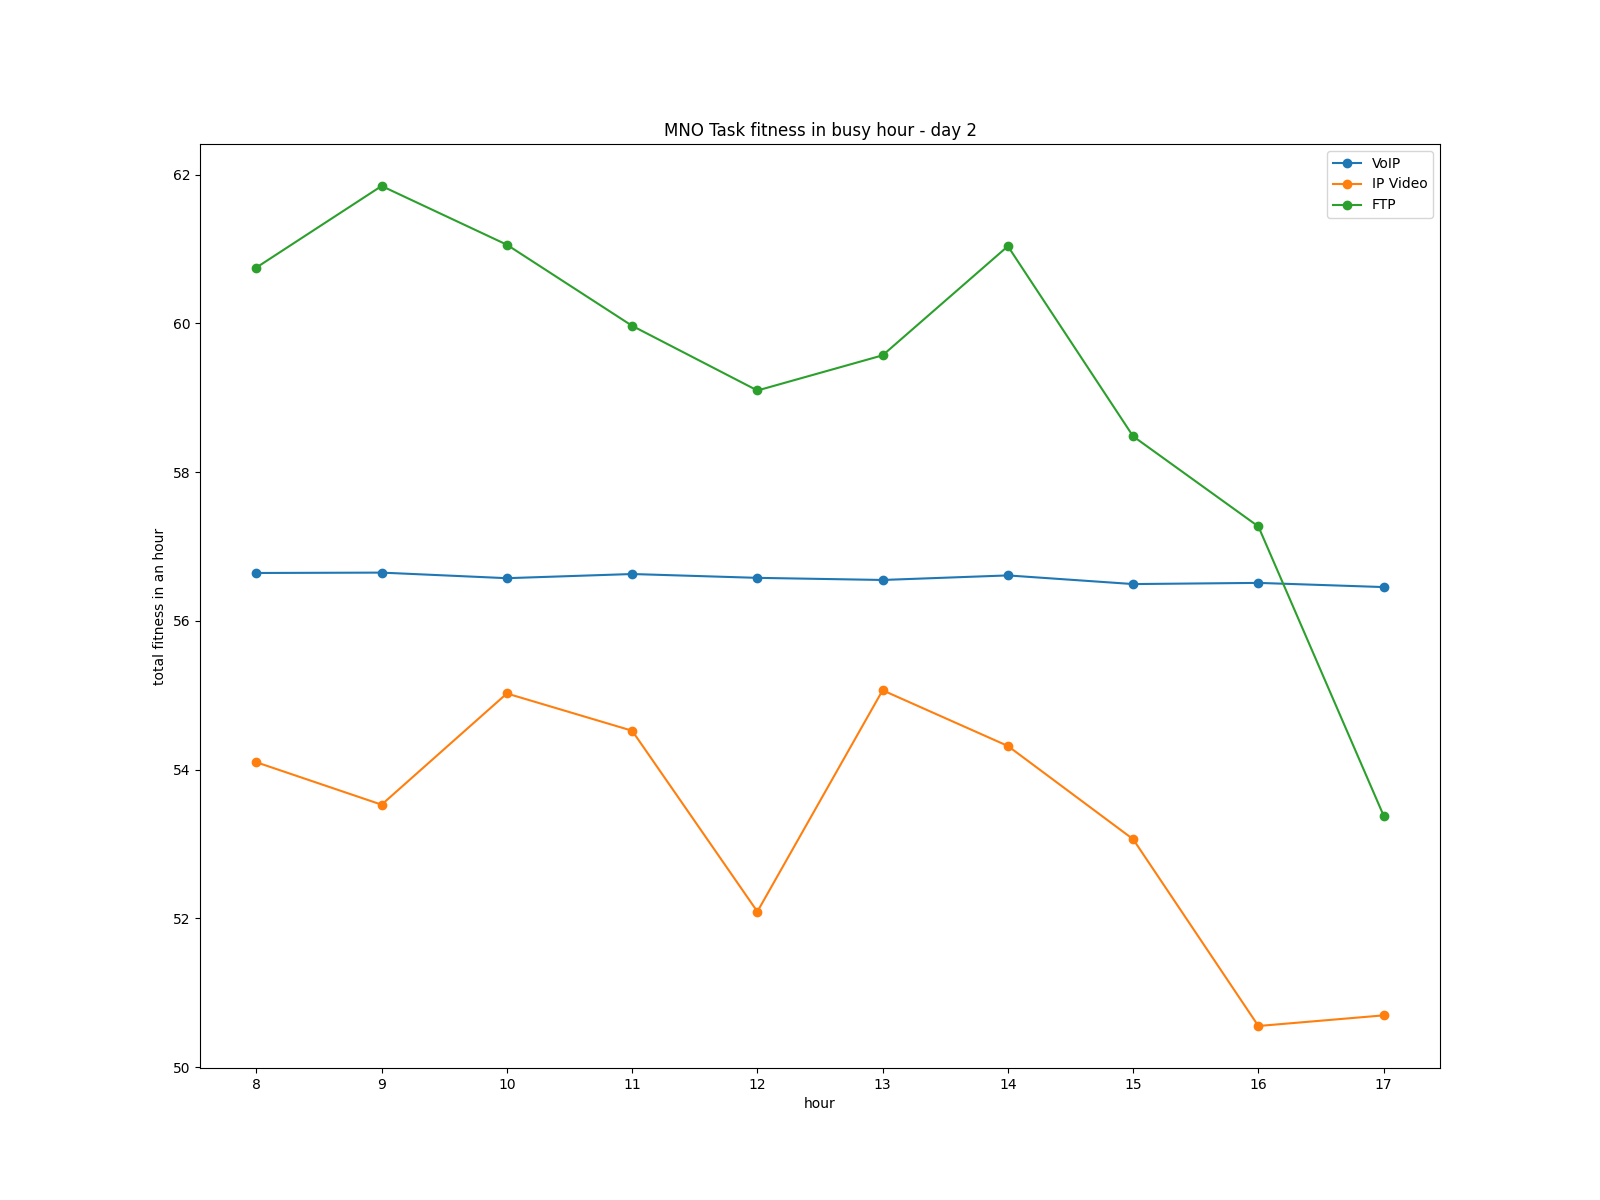 MNO Task fitness in busy hour - day 2
VoIP
IP Video
FTP
62
60
58
56
54
52
50
total fitness in an hour
8 9 10 11 12 13 14 15 16 17
hour